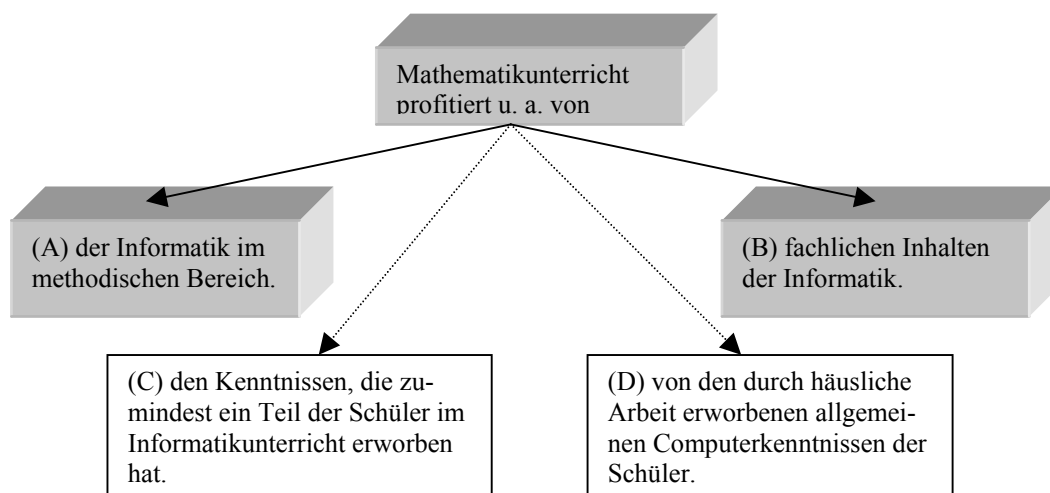 Mathematikunterricht
profitiert u. a. von
(A) der Informatik im
methodischen Bereich.
(B) fachlichen Inhalten
der Informatik.
(C) den Kenntnissen, die zu-
mindest ein Teil der Schüler im
Informatikunterricht erworben
hat.
(D) von den durch häusliche
Arbeit erworbenen allgemei-
nen Computerkenntnissen der
Schüler.